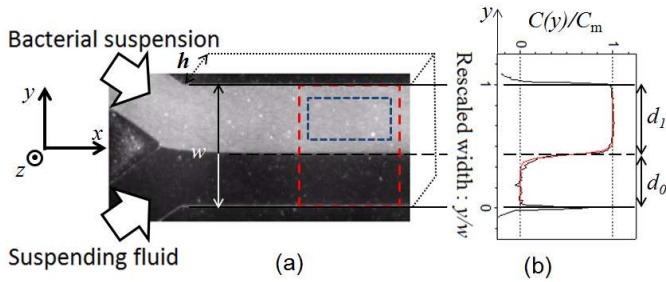 Bacterial suspension
h
y
x
z
w
Suspending fluid
(a)
y
C(y)/Cm
0
1
Rescaled width : y/w
1
0
d1
d0
(b)